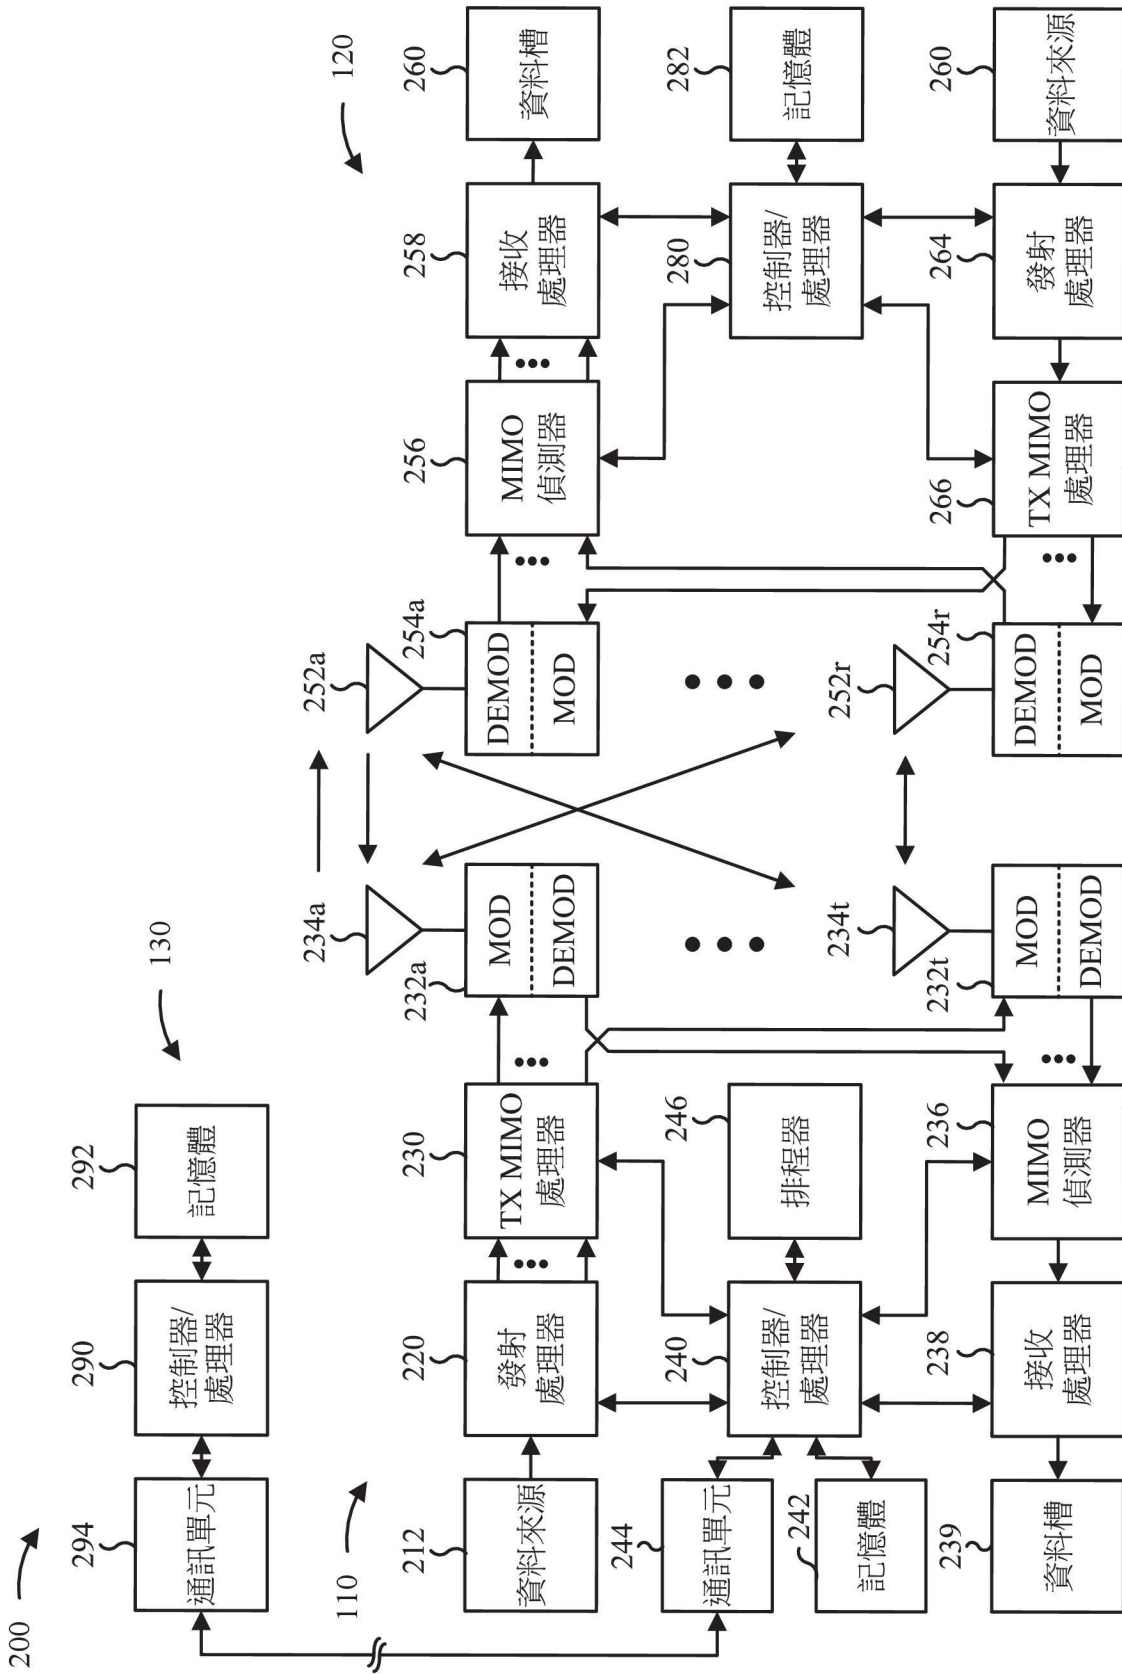 200
294
通訊單元
290
控制器/
處理器
292
記憶體
130
110
212
資料來源
220
發射
處理器
230
TX MIMO
處理器
232a
MOD
DEMOD
234a
244
通訊單元
242
記憶體
240
控制器/
處理器
246
排程器
239
資料槽
238
接收
處理器
236
MIMO
偵測器
232t
MOD
DEMOD
234t
120
252a
254a
DEMOD
MOD
256
MIMO
偵測器
258
接收
處理器
260
資料槽
280
控制器/
處理器
282
記憶體
252r
254r
DEMOD
MOD
266
TX MIMO
處理器
264
發射
處理器
260
資料來源